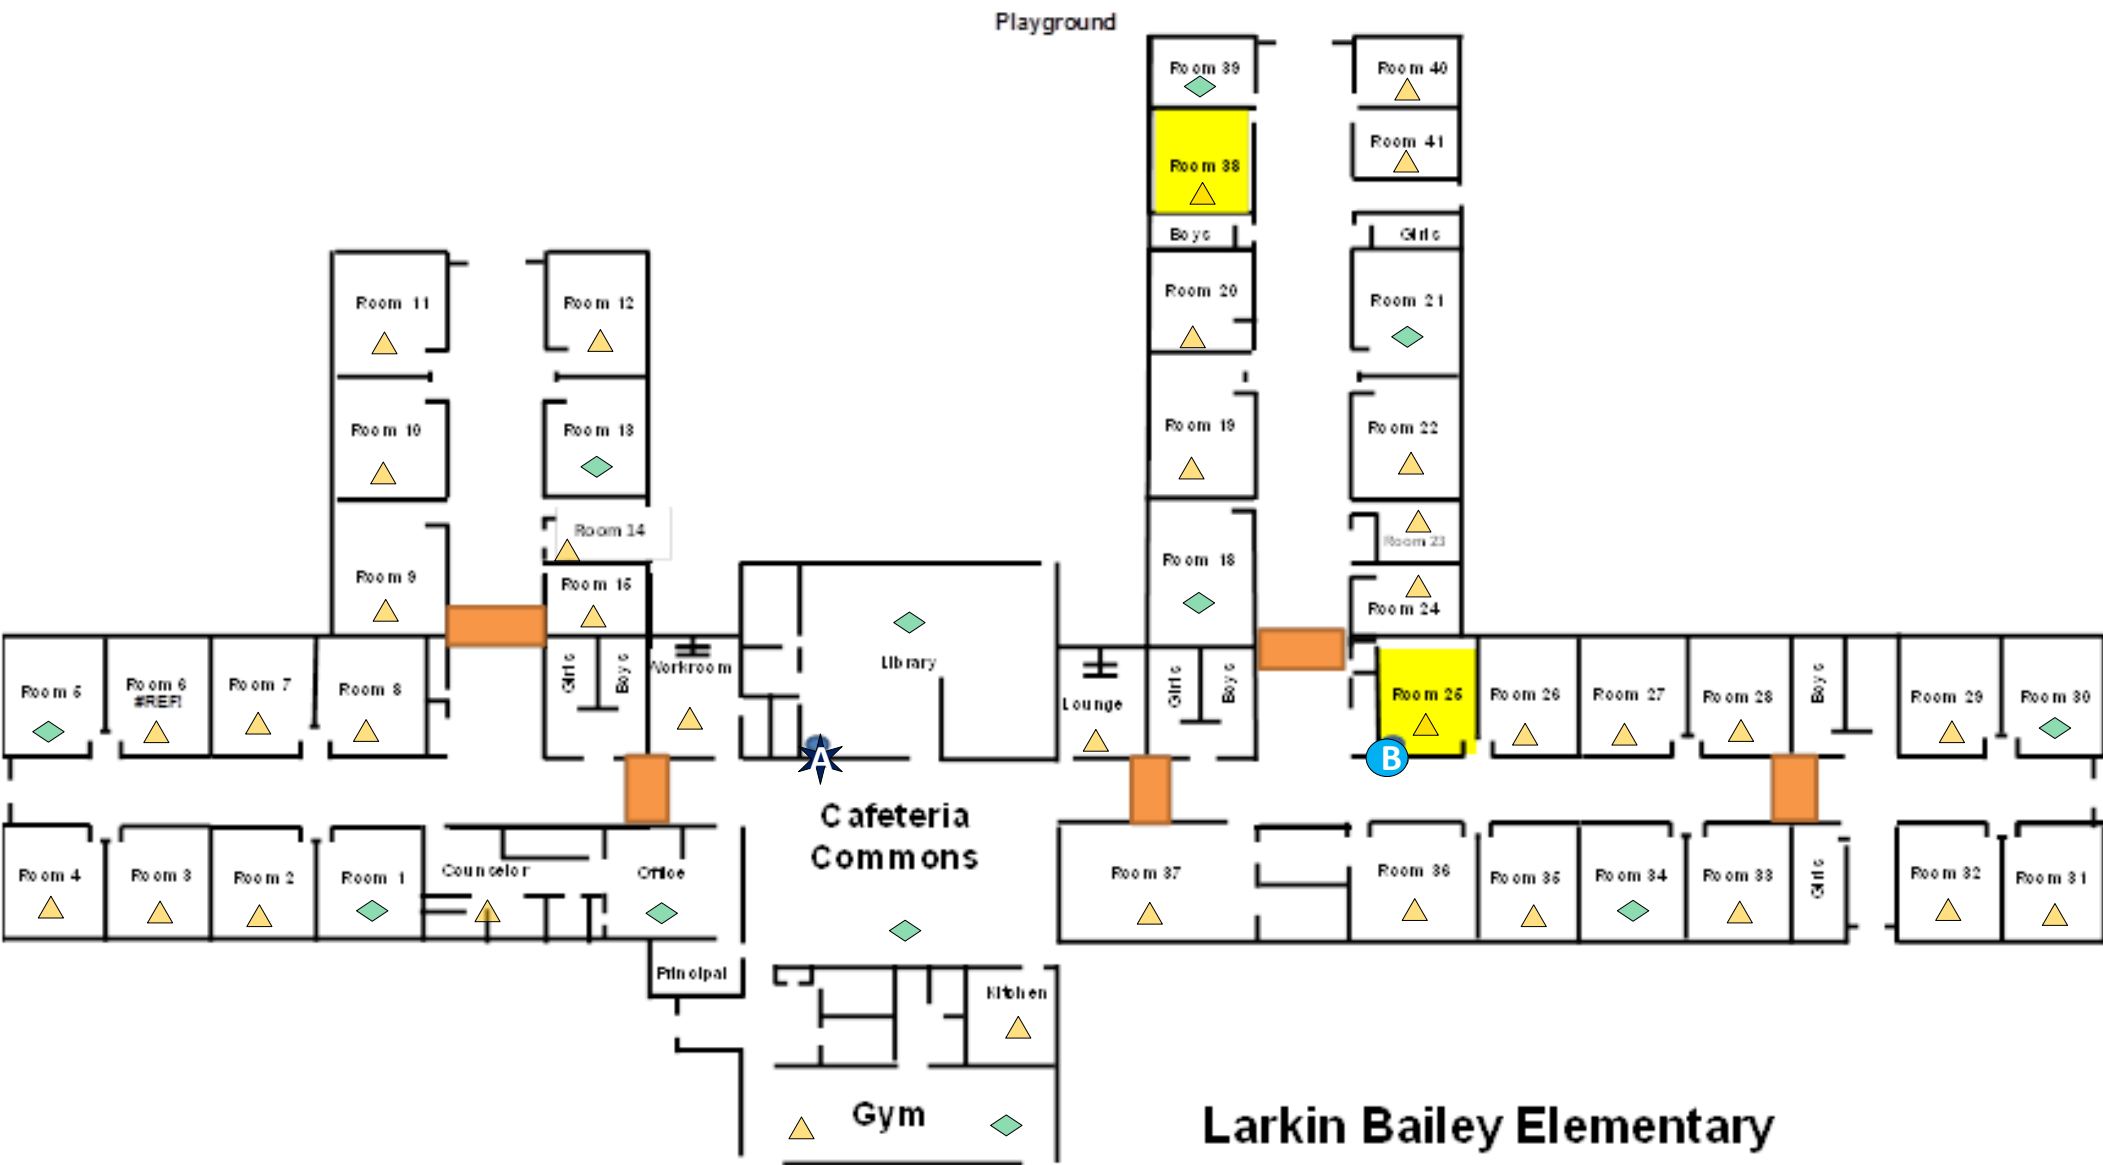 Playground
Room 39
Room 40
Room 41
Room 38
Boys
Girls
Room 11
Room 12
Room 20
Room 21
Room 10
Room 13
Room 19
Room 22
Room 14
Room 23
Room 9
Room 15
Room 18
Room 24
Room 5
Room 6
#REF!
Room 7
Room 8
Girls
Boys
Workroom
Library
Lounge
Girls
Boys
Room 25
Room 26
Room 27
Room 28
Boys
Room 29
Room 30
A
B
Cafeteria
Commons
Room 4
Room 3
Room 2
Room 1
Counselor
Office
Room 37
Room 36
Room 35
Room 34
Room 33
Girls
Room 32
Room 31
Principal
Kitchen
Gym
Larkin Bailey Elementary